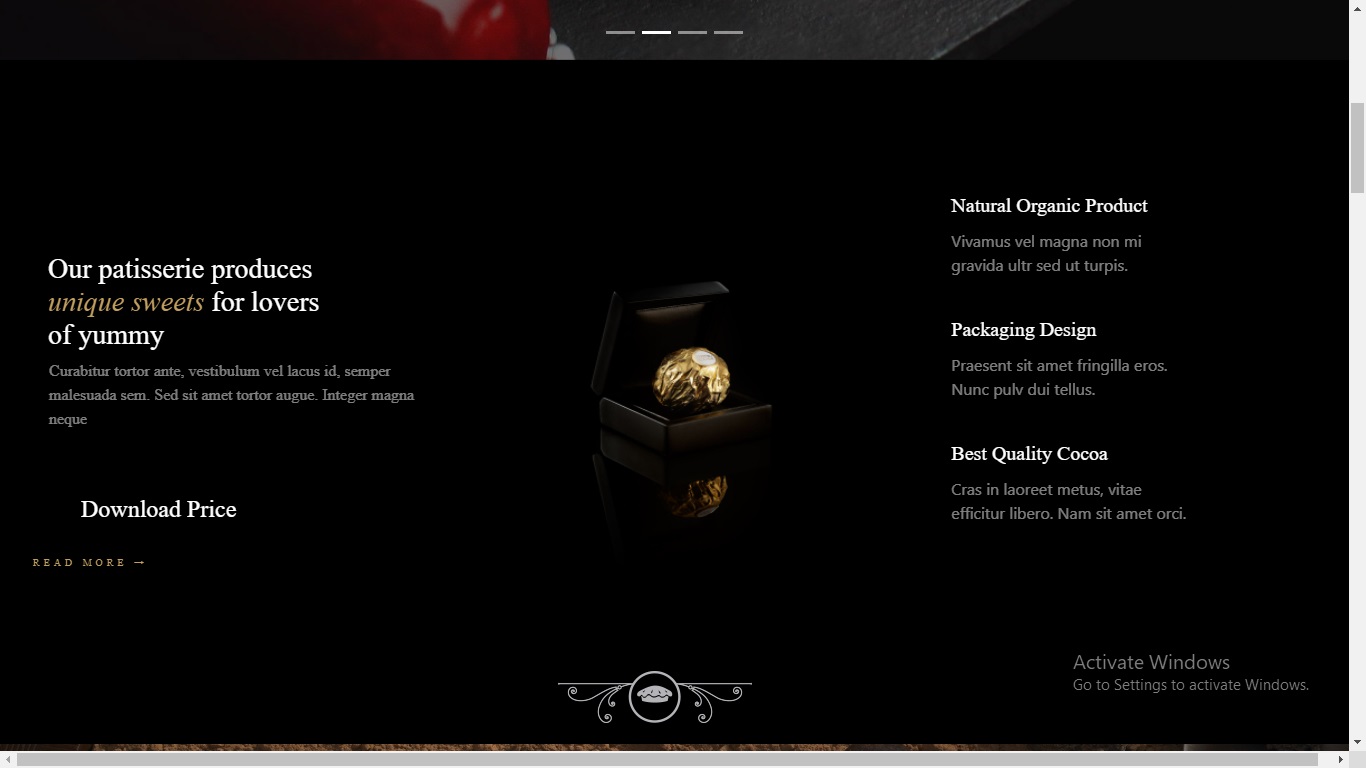 Our patisserie produces
unique sweets for lovers
of yummy
Curabitur tortor ante, vestibulum vel lacus id, semper
malesuada sem. Sed sit amet tortor augue. Integer magna
neque
Download Price
READ MORE →
Natural Organic Product
Vivamus vel magna non mi
gravida ultr sed ut turpis.
Packaging Design
Praesent sit amet fringilla eros.
Nunc pulv dui tellus.
Best Quality Cocoa
Cras in laoreet metus, vitae
efficitur libero. Nam sit amet orci.
Activate Windows
Go to Settings to activate Windows.